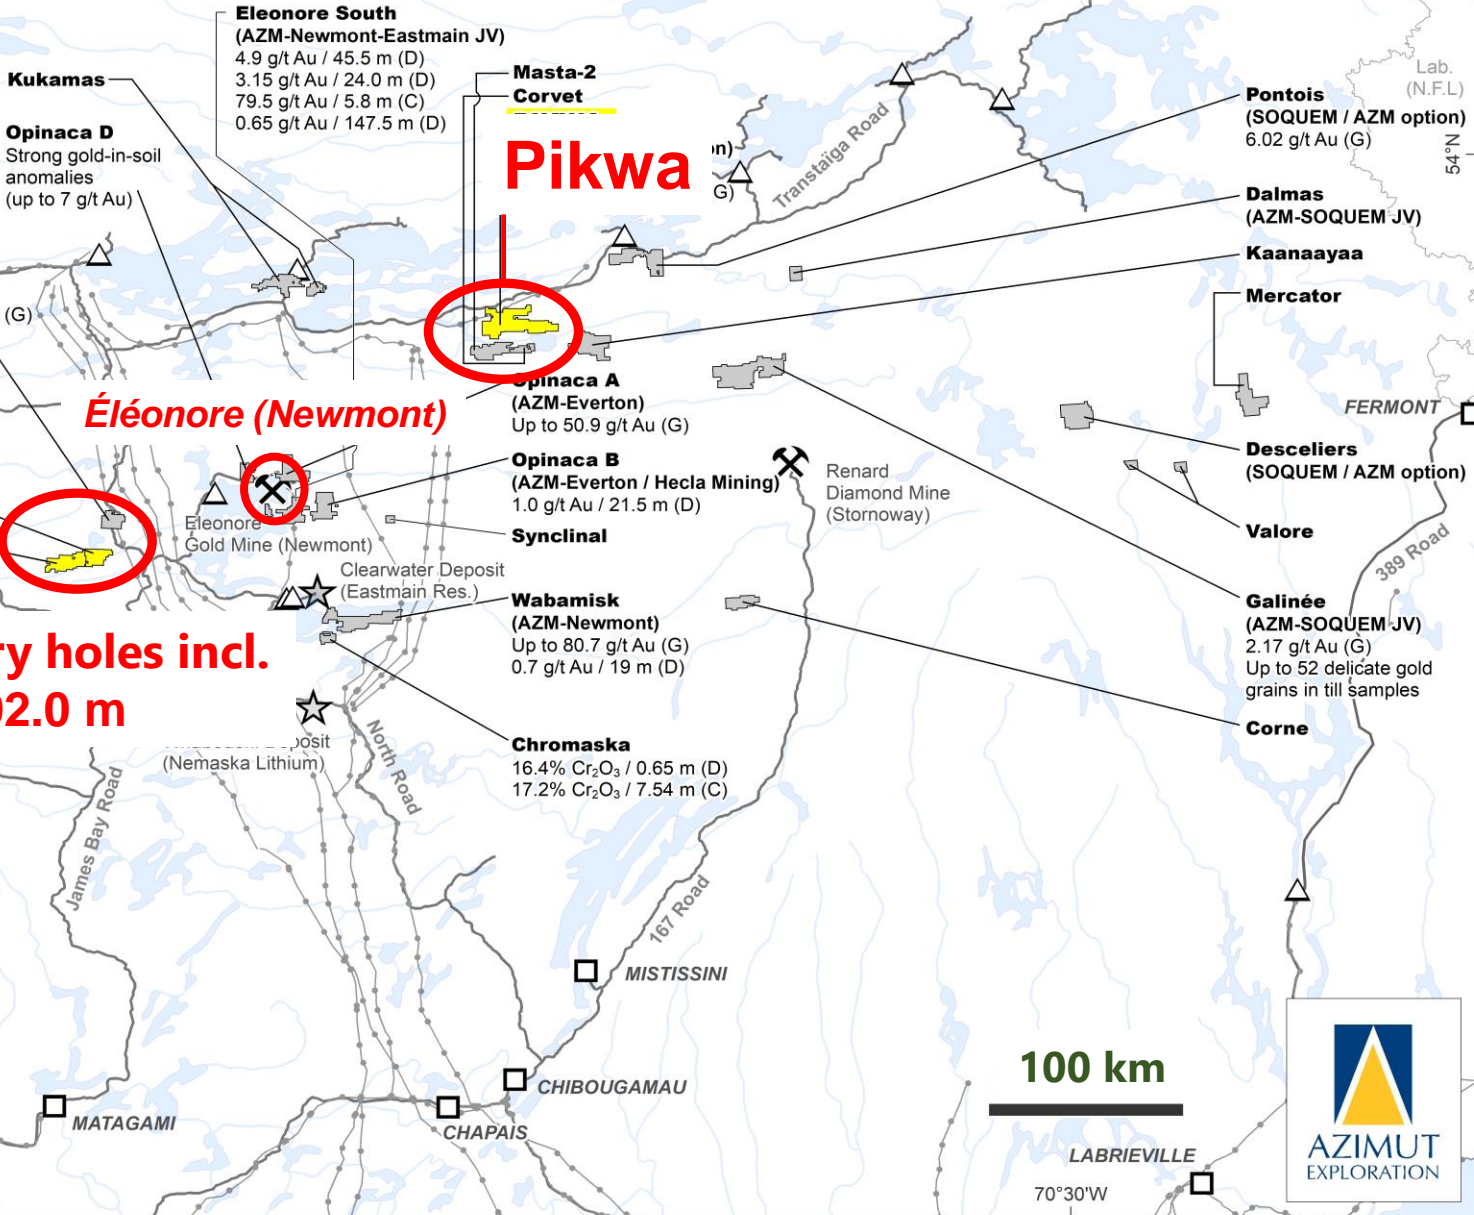 Eleonore South
(AZM-Newmont-Eastmain JV)
4.9 g/t Au / 45.5 m (D)
3.15 g/t Au / 24.0 m (D)
79.5 g/t Au / 5.8 m (C)
0.65 g/t Au / 147.5 m (D)
Kukamas
Opinaca D
Strong gold-in-soil
anomalies
(up to 7 g/t Au)
Masta-2
Corvet
on)
G)
Pikwa
Transtaïga Road
Lab.
(N.F.L)
54°N
Pontois
(SOQUEM / AZM option)
6.02 g/t Au (G)
Dalmas
(AZM-SOQUEM JV)
Kaanaayaa
Mercator
(G)
Éléonore (Newmont)
Opinaca A
(AZM-Everton)
Up to 50.9 g/t Au (G)
FERMONT
Opinaca B
(AZM-Everton / Hecla Mining)
1.0 g/t Au / 21.5 m (D)
Renard
Diamond Mine
(Stornoway)
Desceliers
(SOQUEM / AZM option)
Eleonore
Gold Mine (Newmont)
Synclinal
Valore
389 Road
Clearwater Deposit
(Eastmain Res.)
Wabamisk
(AZM-Newmont)
Up to 80.7 g/t Au (G)
0.7 g/t Au / 19 m (D)
Galinée
(AZM-SOQUEM JV)
2.17 g/t Au (G)
Up to 52 delicate gold
grains in till samples
ry holes incl.
02.0 m
Corne
posit
(Nemaska Lithium)
North Road
James Bay Road
Chromaska
16.4% Cr₂O₃ / 0.65 m (D)
17.2% Cr₂O₃ / 7.54 m (C)
167 Road
MISTISSINI
CHIBOUGAMAU
CHAPAIS
MATAGAMI
100 km
LABRIEVILLE
70°30'W
AZIMUT
EXPLORATION